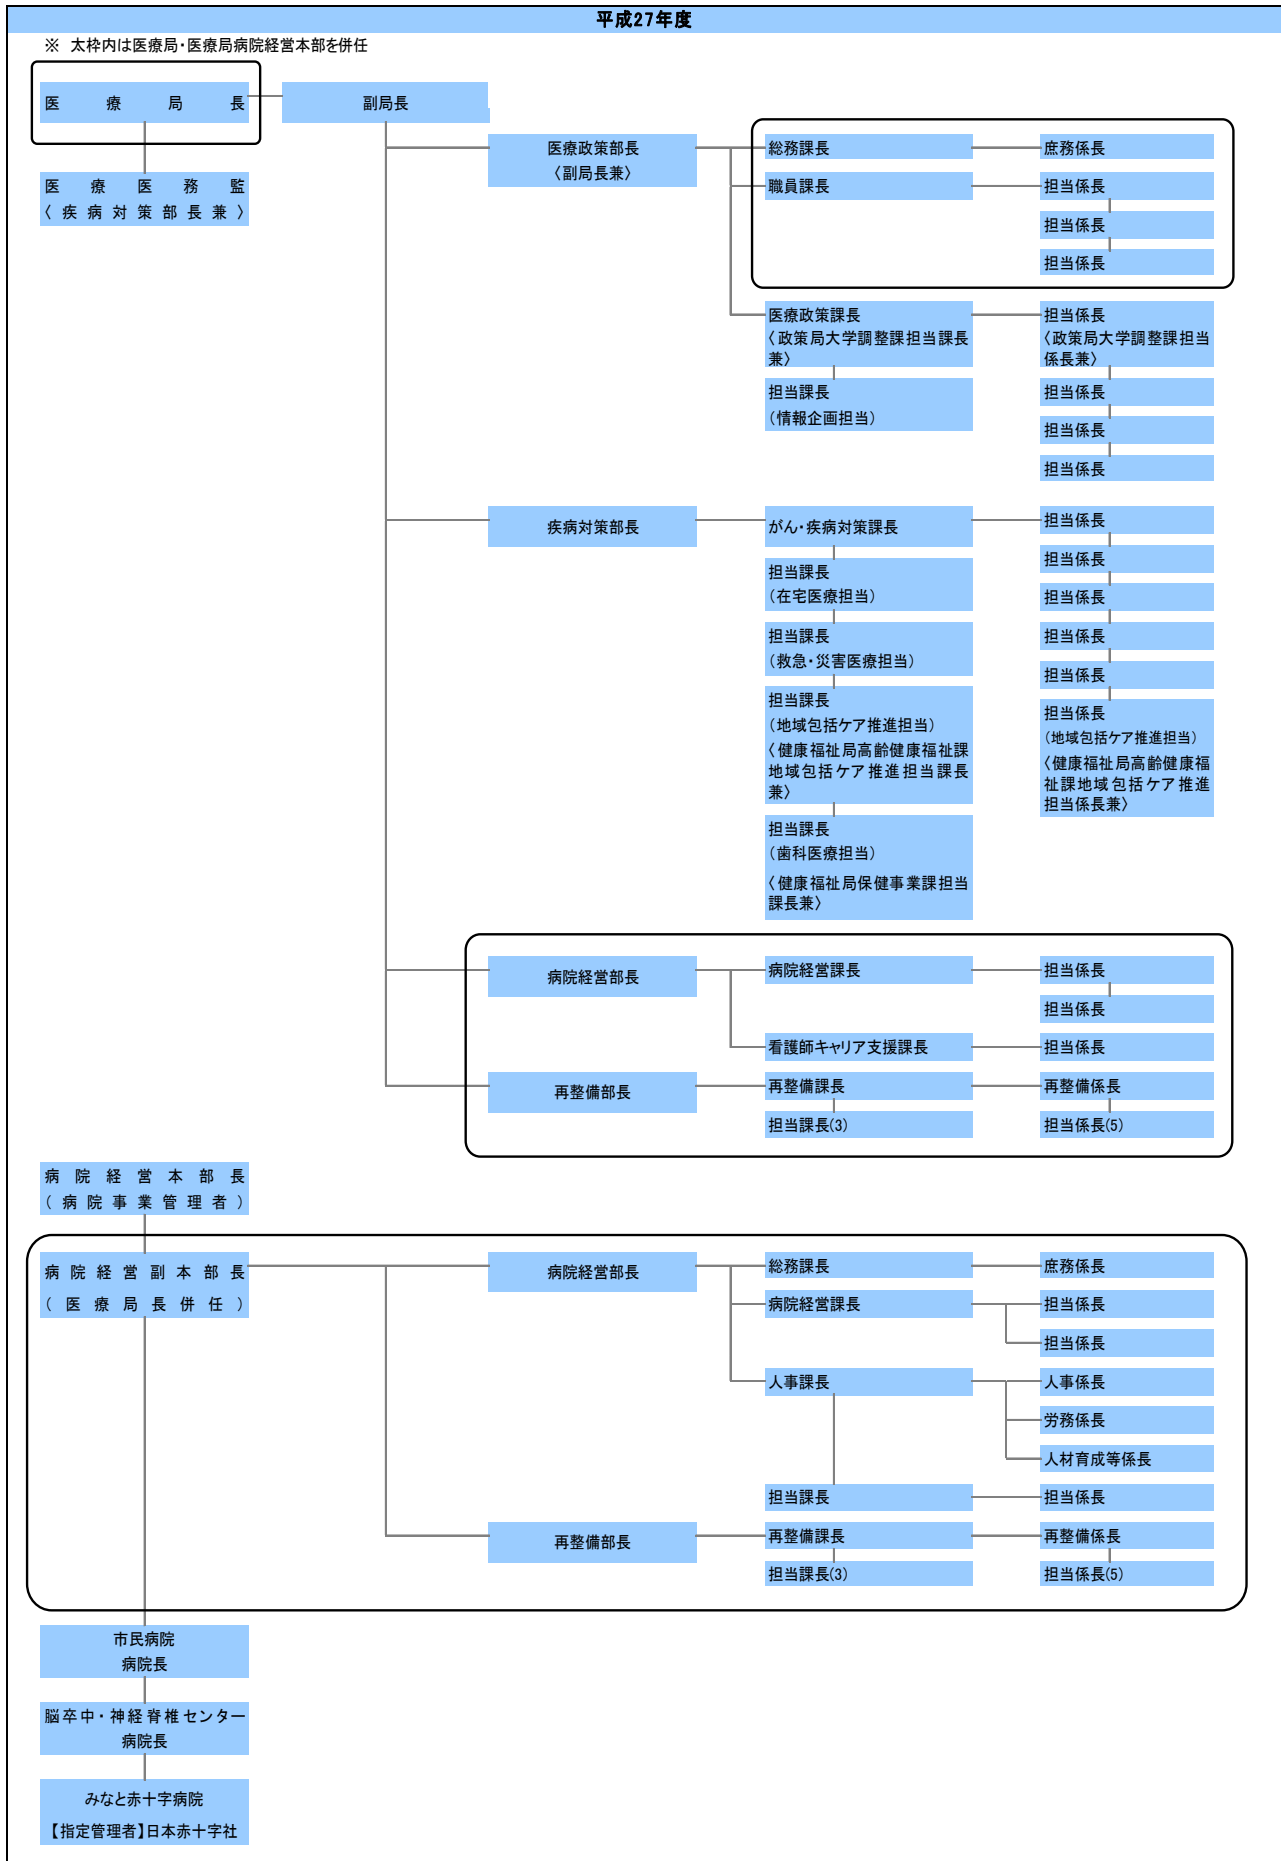 平成27年度
※ 太枠内は医療局・医療局病院経営本部を併任
医療局長
副局長
医療医務監
〈疾病対策部長兼〉
医療政策部長
〈副局長兼〉
総務課長
庶務係長
職員課長
担当係長
担当係長
担当係長
医療政策課長
〈政策局大学調整課担当課長
兼〉
担当係長
〈政策局大学調整課担当
係長兼〉
担当課長
（情報企画担当）
担当係長
担当係長
担当係長
疾病対策部長
がん・疾病対策課長
担当係長
担当係長
担当課長
（在宅医療担当）
担当係長
担当課長
（救急・災害医療担当）
担当係長
担当係長
担当課長
（地域包括ケア推進担当）
〈健康福祉局高齢健康福祉課
地域包括ケア推進担当課長
兼〉
担当係長
（地域包括ケア推進担当）
〈健康福祉局高齢健康福
祉課地域包括ケア推進
担当係長兼〉
担当課長
（歯科医療担当）
〈健康福祉局保健事業課担当
課長兼〉
病院経営部長
病院経営課長
担当係長
担当係長
看護師キャリア支援課長
担当係長
再整備部長
再整備課長
再整備係長
担当課長(3)
担当係長(5)
病院経営本部長
（病院事業管理者）
病院経営副本部長
（医療局長併任）
病院経営部長
総務課長
庶務係長
病院経営課長
担当係長
担当係長
人事課長
人事係長
労務係長
人材育成等係長
担当課長
担当係長
再整備部長
再整備課長
再整備係長
担当課長(3)
担当係長(5)
市民病院
病院長
脳卒中・神経脊椎センター
病院長
みなと赤十字病院
【指定管理者】日本赤十字社